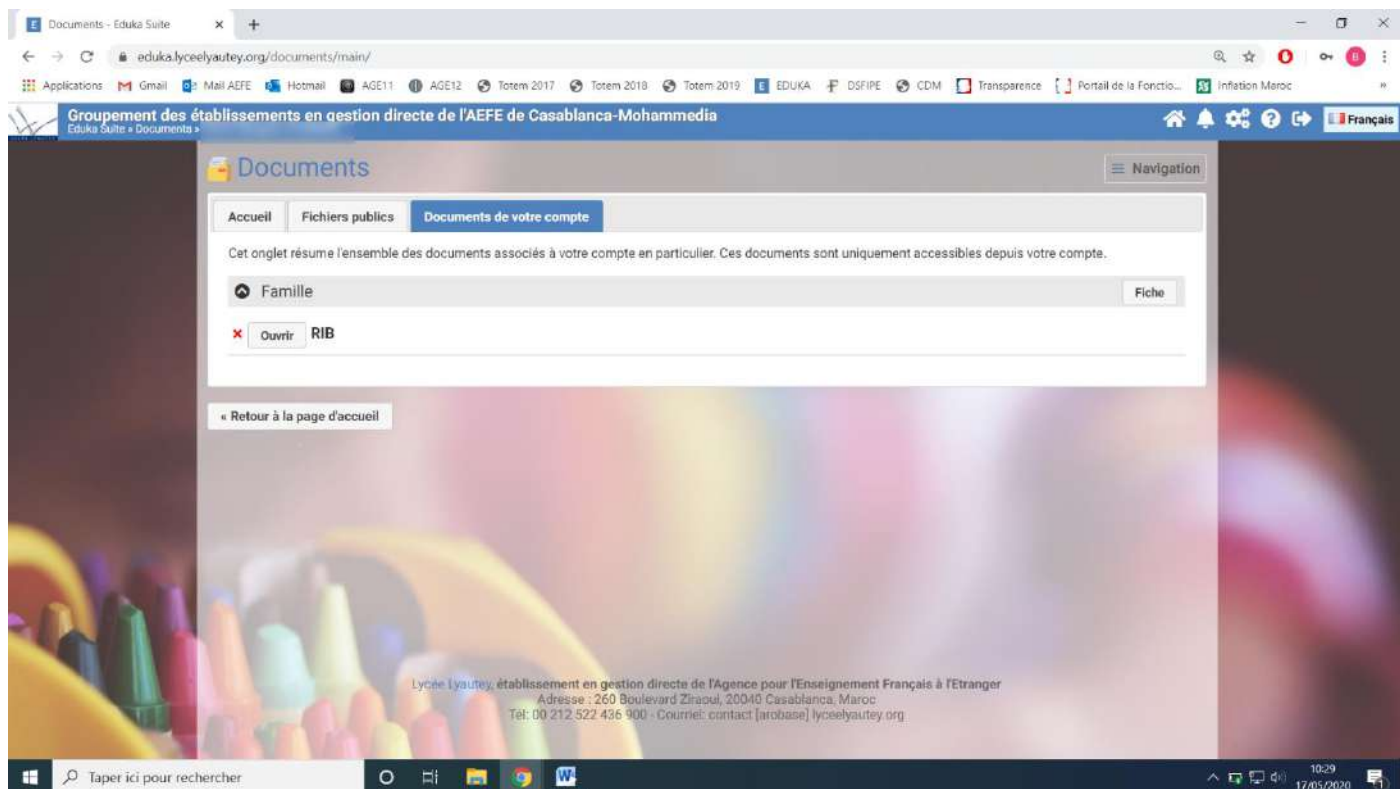 Documents - Eduka Suite
eduka.lyceelyautey.org/documents/main/
Applications Gmail Mail AEFE Hotmail AGE11 AGE12 Totem 2017 Totem 2018 Totem 2019 EDUKA DSFIPE CDM Transparence Portail de la Fonctio... Inflation Maroc »
Groupement des établissements en gestion directe de l'AEFE de Casablanca-Mohammedia
Eduka Suite » Documents »
Français
Documents
Navigation
Accueil Fichiers publics Documents de votre compte
Cet onglet résume l'ensemble des documents associés à votre compte en particulier. Ces documents sont uniquement accessibles depuis votre compte.
Famille Fiche
Ouvrir RIB
« Retour à la page d'accueil
Lycée Lyautey, établissement en gestion directe de l'Agence pour l'Enseignement Français à l'Etranger
Adresse : 260 Boulevard Ziraoui, 20040 Casablanca, Maroc
Tél: 00 212 522 436 900 - Courriel: contact [arobase] lyceelyautey.org
Taper ici pour rechercher
10:29
17/05/2020